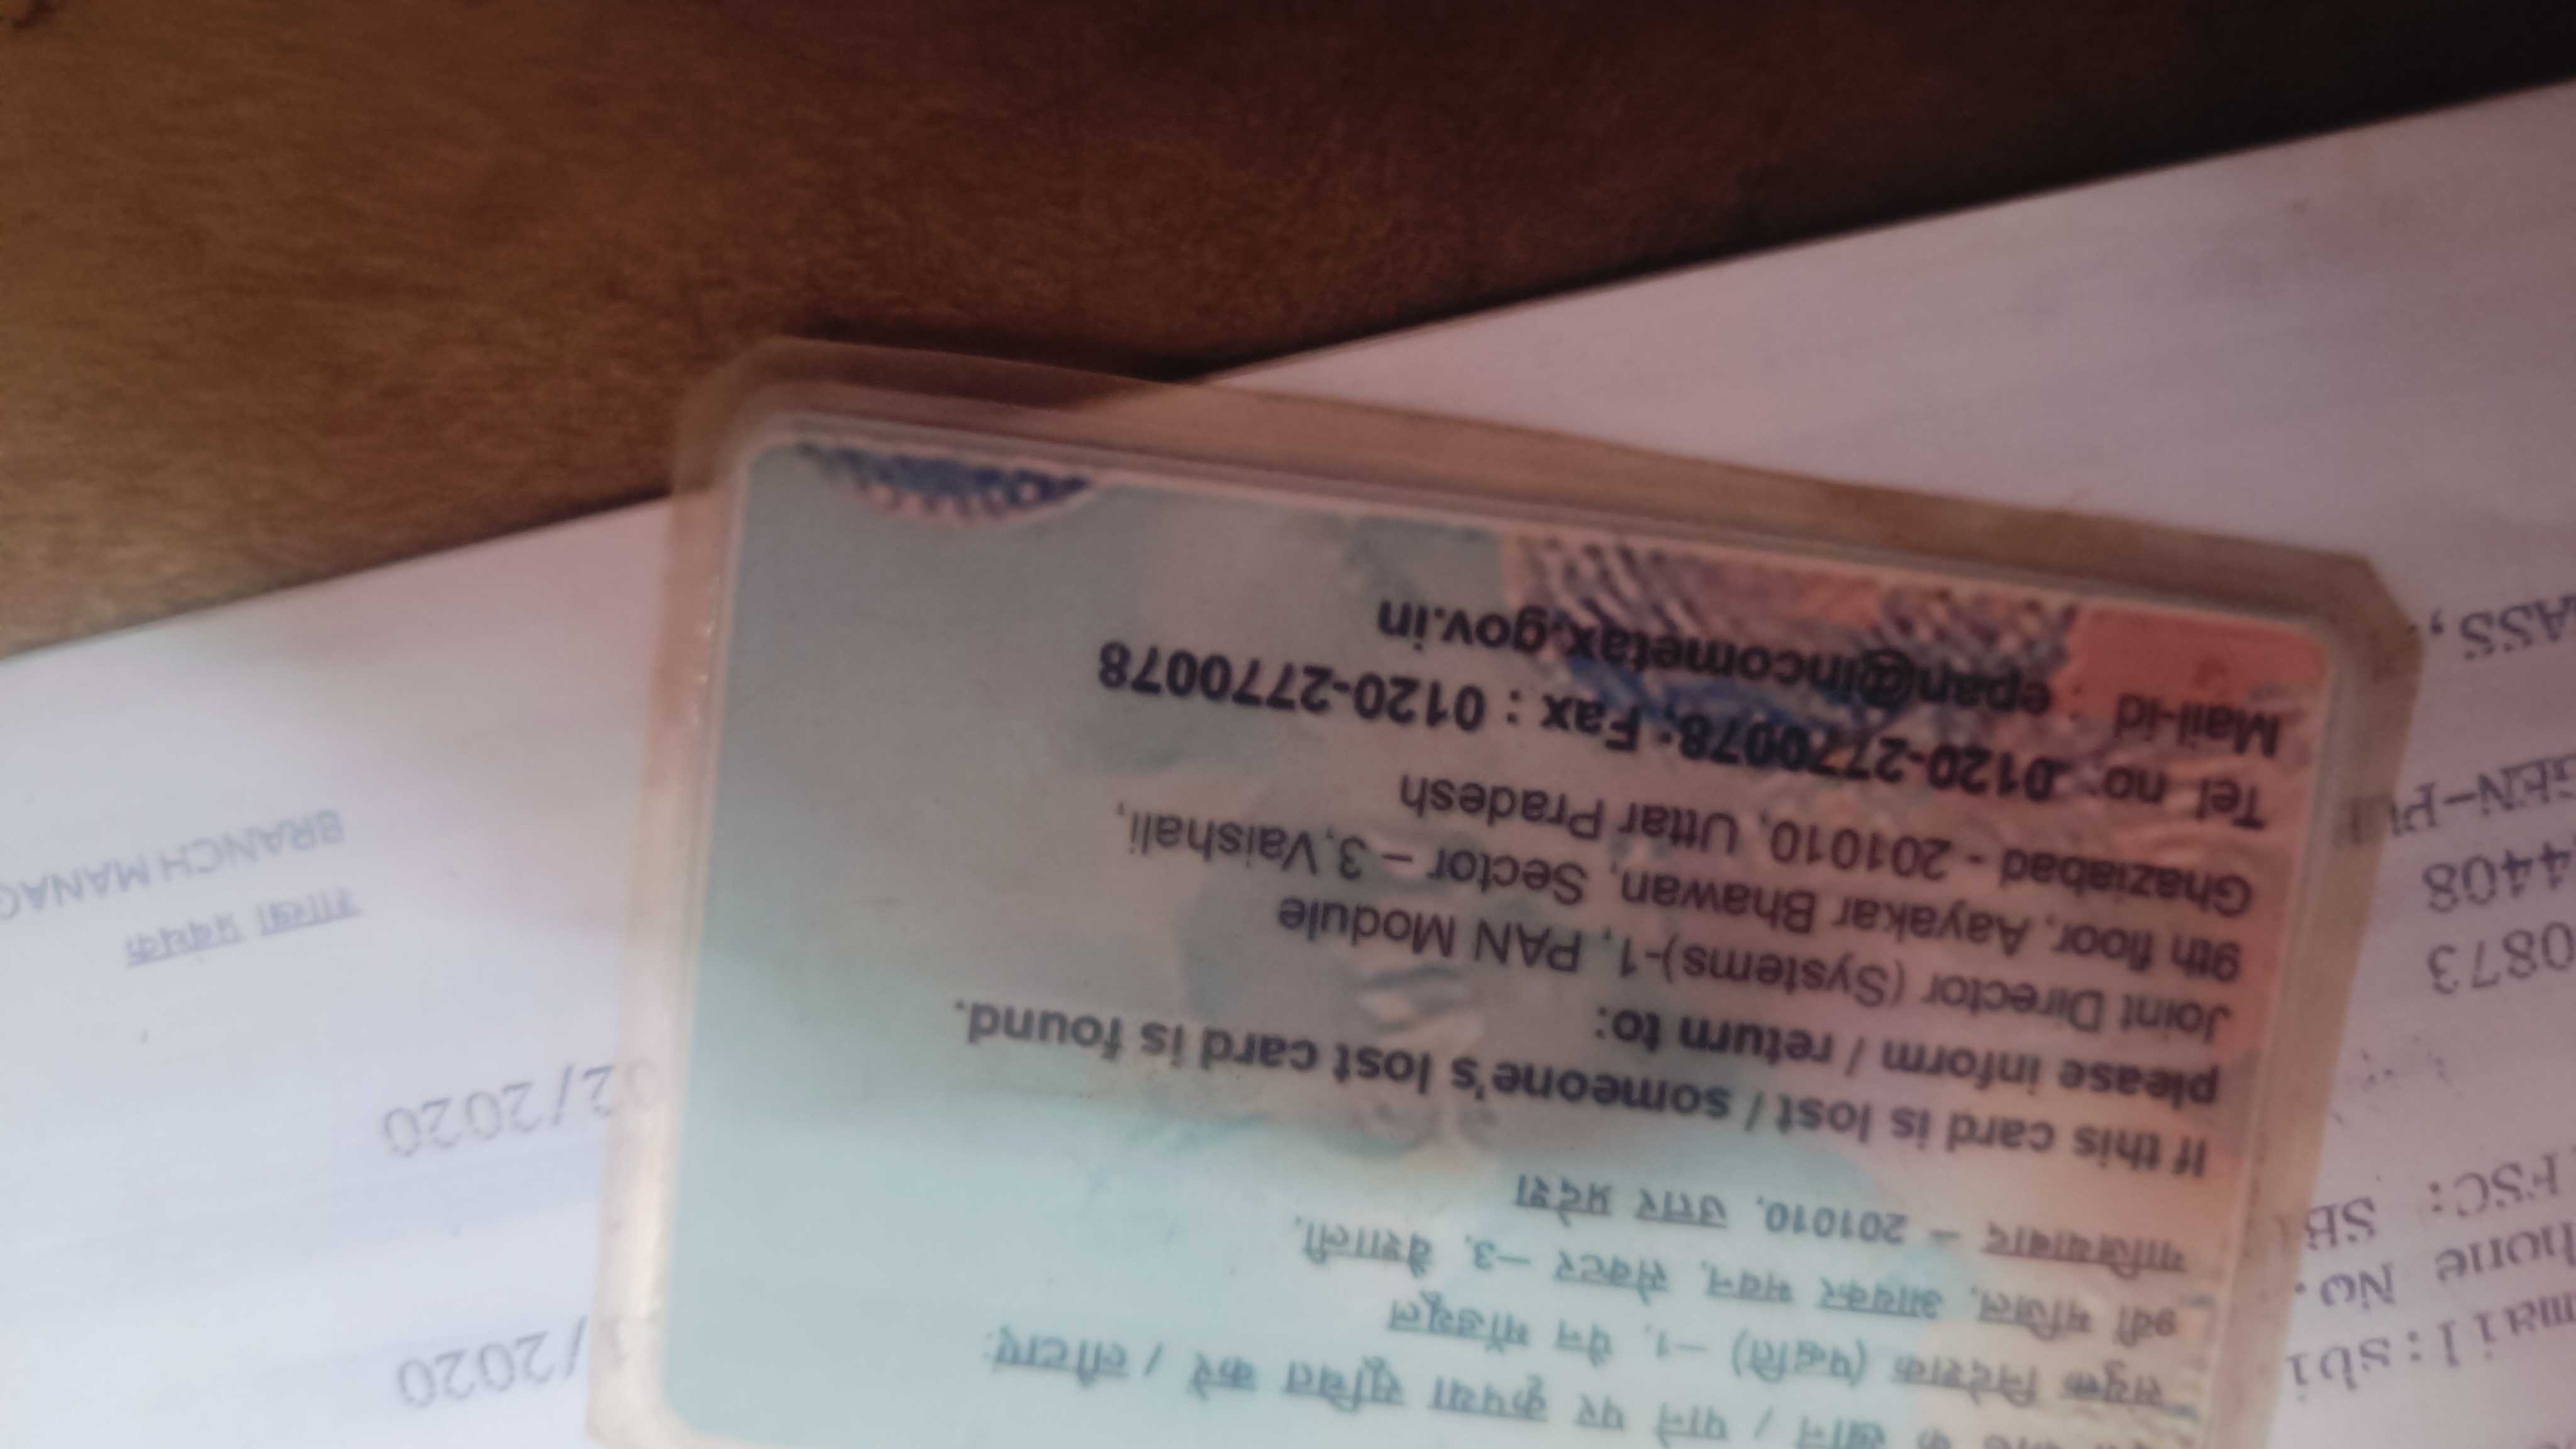 खोने / पाने पर कृपया सूचित करें / लौटाएं:
संयुक्त निदेशक (पद्धति) –1, पैन मॉड्यूल
9वीं मंजिल, आयकर भवन, सेक्टर –3, वैशाली,
गाजियाबाद – 201010, उत्तर प्रदेश
If this card is lost / someone's lost card is found.
please inform / return to:
Joint Director (Systems)-1, PAN Module
9th floor, Aayakar Bhawan, Sector – 3,Vaishali,
Ghaziabad - 201010, Uttar Pradesh
Tel no: 0120-2770078; Fax : 0120-2770078
Mail-id : epan@incometax.gov.in
/2020
2/2020
शाखा प्रबंधक
BRANCH MANAG
mail:sbi
hone No.
FSC: SB
0873
4408
ASS,